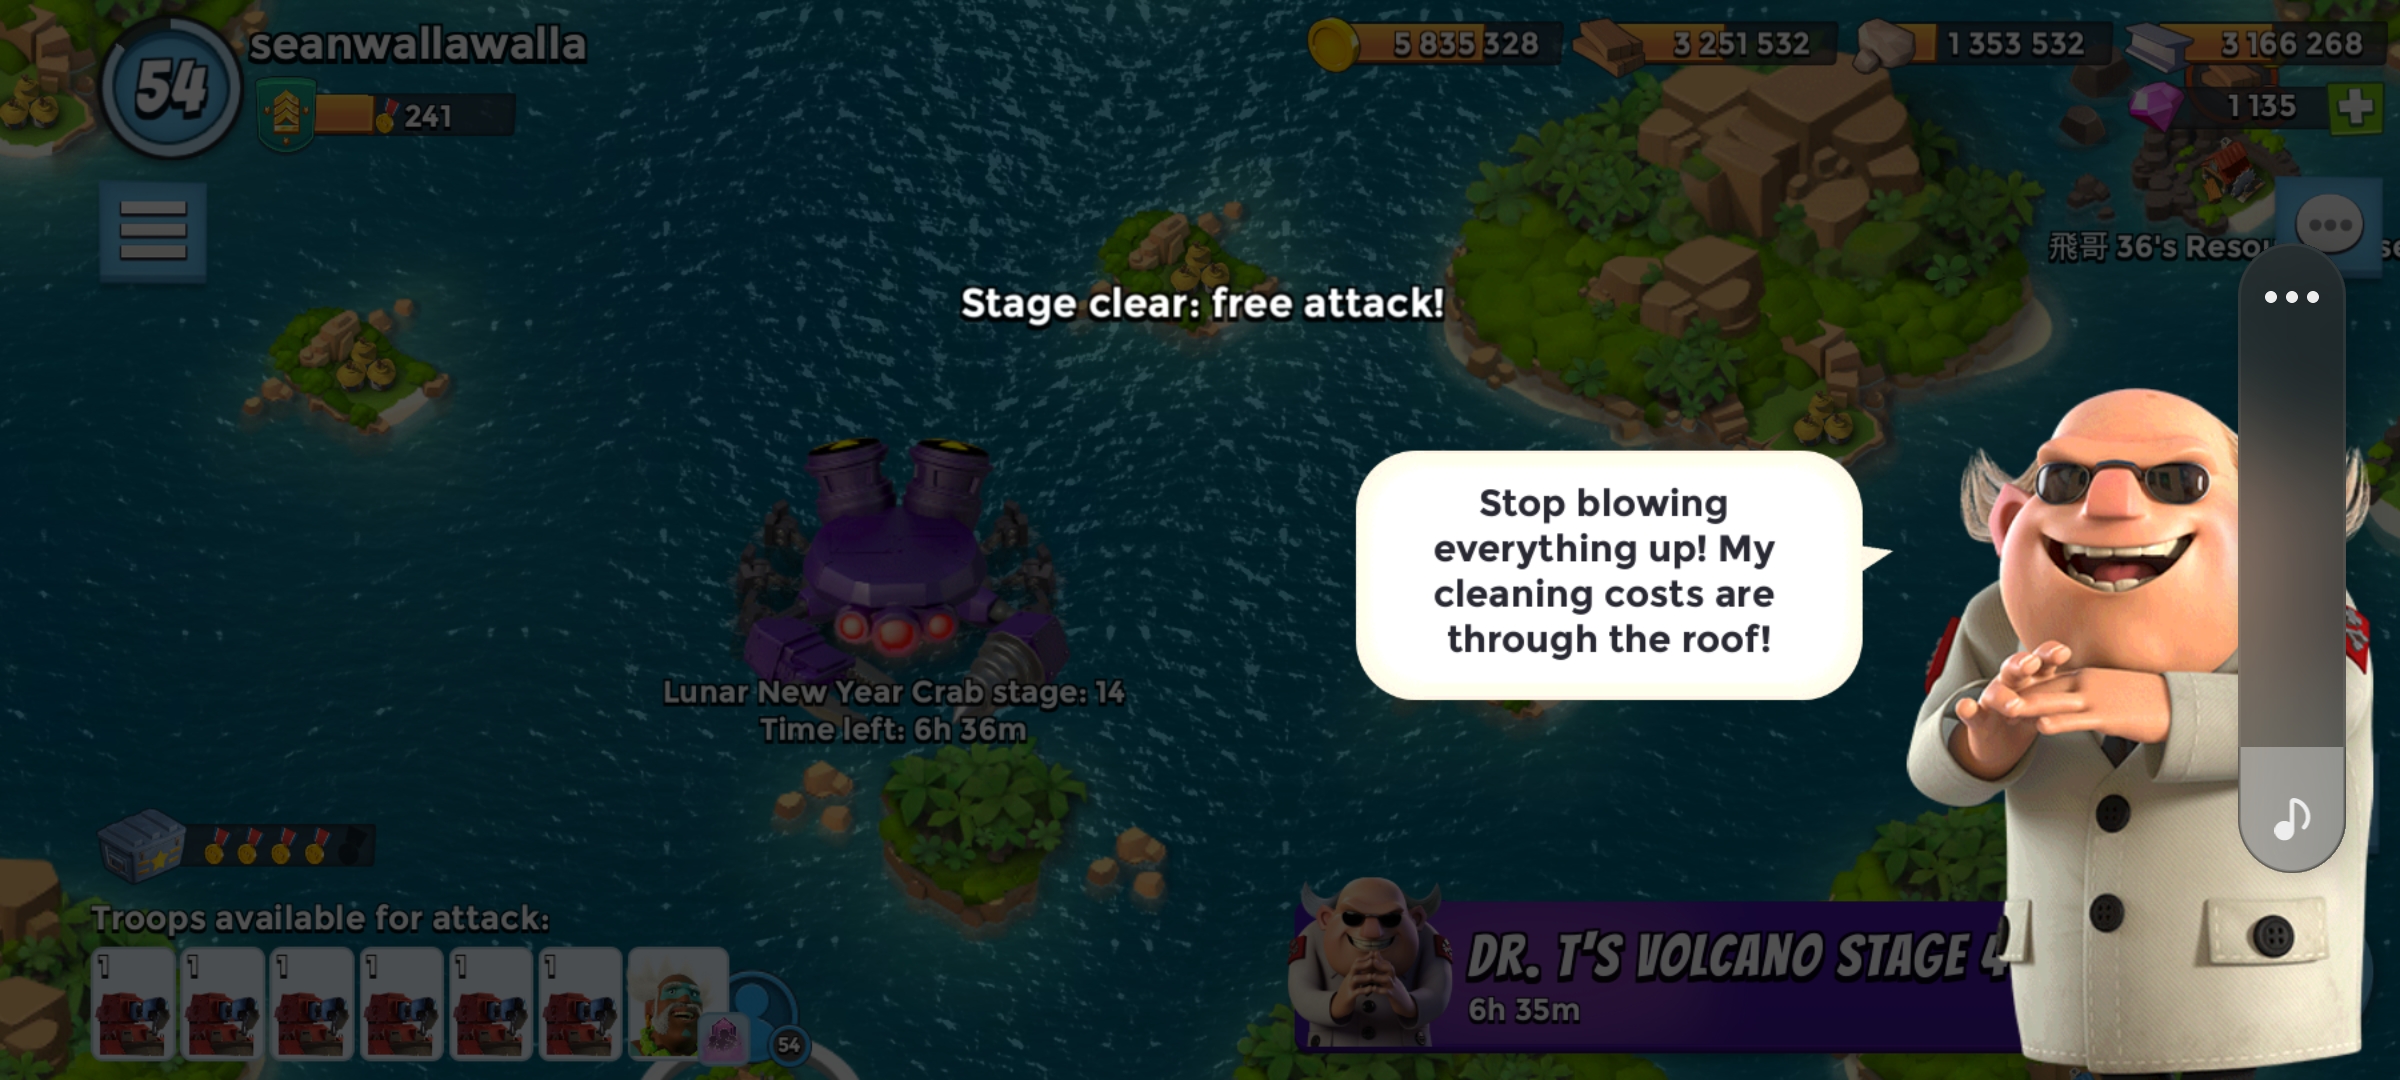 54
seanwallawalla
241
5 835 328
3 251 532
1 353 532
3 166 268
1 135
飛哥 36's Resou
Stage clear: free attack!
Stop blowing
everything up! My
cleaning costs are
through the roof!
Lunar New Year Crab stage: 14
Time left: 6h 36m
Troops available for attack:
1 1 1 1 1 1
54
DR. T'S VOLCANO STAGE 4
6h 35m